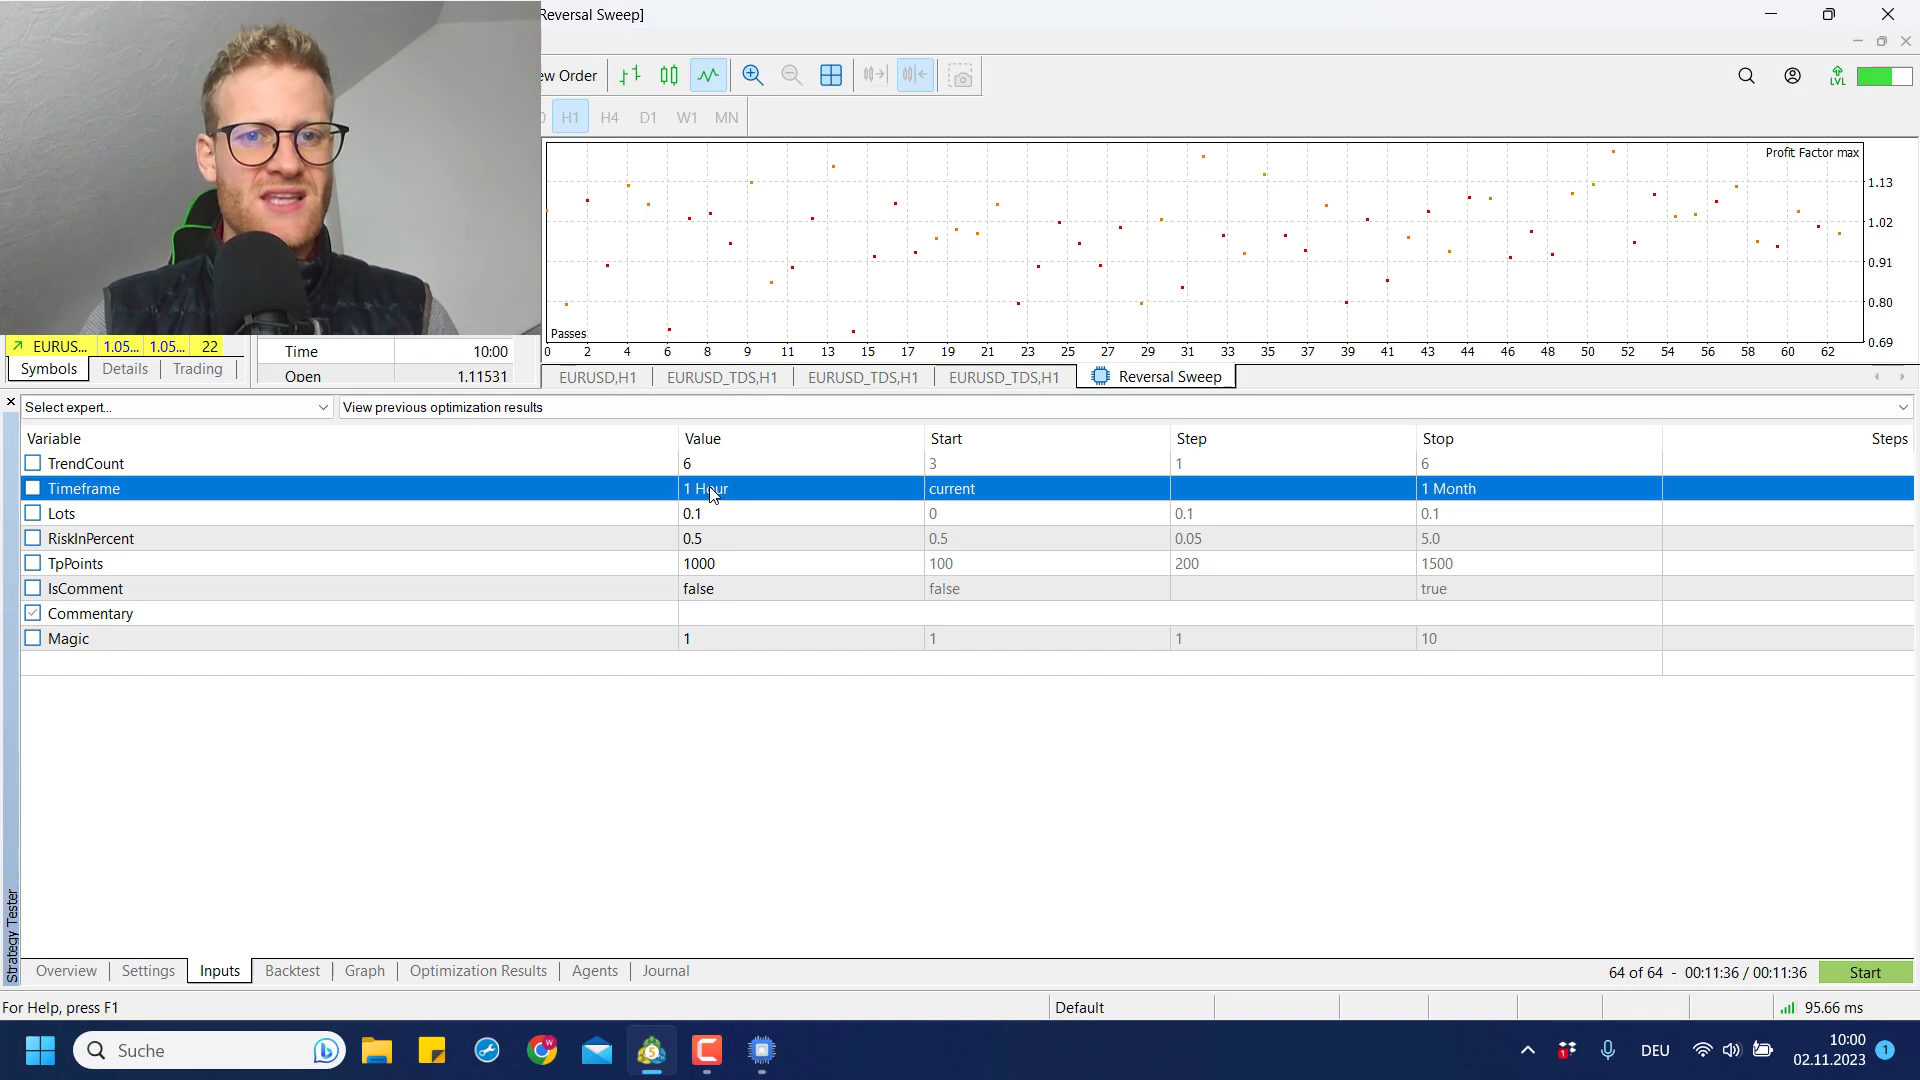 Reversal Sweep]
ew Order
LVL
H1 H4 D1 W1 MN
Profit Factor max
1.13
1.02
0.91
0.80
0.69
Passes
0 2 4 6 8 11 13 15 17 19 21 23 25 27 29 31 33 35 37 39 41 43 44 46 48 50 52 54 56 58 60 62
EURUS... 1.05... 1.05... 22
Symbols Details Trading
Time 10:00
Open 1.11531
EURUSD,H1 EURUSD_TDS,H1 EURUSD_TDS,H1 EURUSD_TDS,H1 Reversal Sweep
Select expert... View previous optimization results
Variable Value Start Step Stop Steps
TrendCount 6 3 1 6
Timeframe 1 Hour current 1 Month
Lots 0.1 0 0.1 0.1
RiskInPercent 0.5 0.5 0.05 5.0
TpPoints 1000 100 200 1500
IsComment false false true
Commentary
Magic 1 1 1 10
Strategy Tester
Overview Settings Inputs Backtest Graph Optimization Results Agents Journal 64 of 64 - 00:11:36 / 00:11:36 Start
For Help, press F1 Default 95.66 ms
Suche DEU 10:00
02.11.2023 1